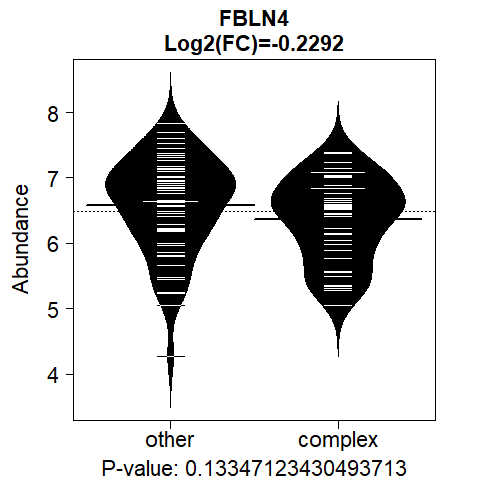 FBLN4
Log2(FC)=-0.2292
Abundance
8
7
6
5
4
other complex
P-value: 0.13347123430493713